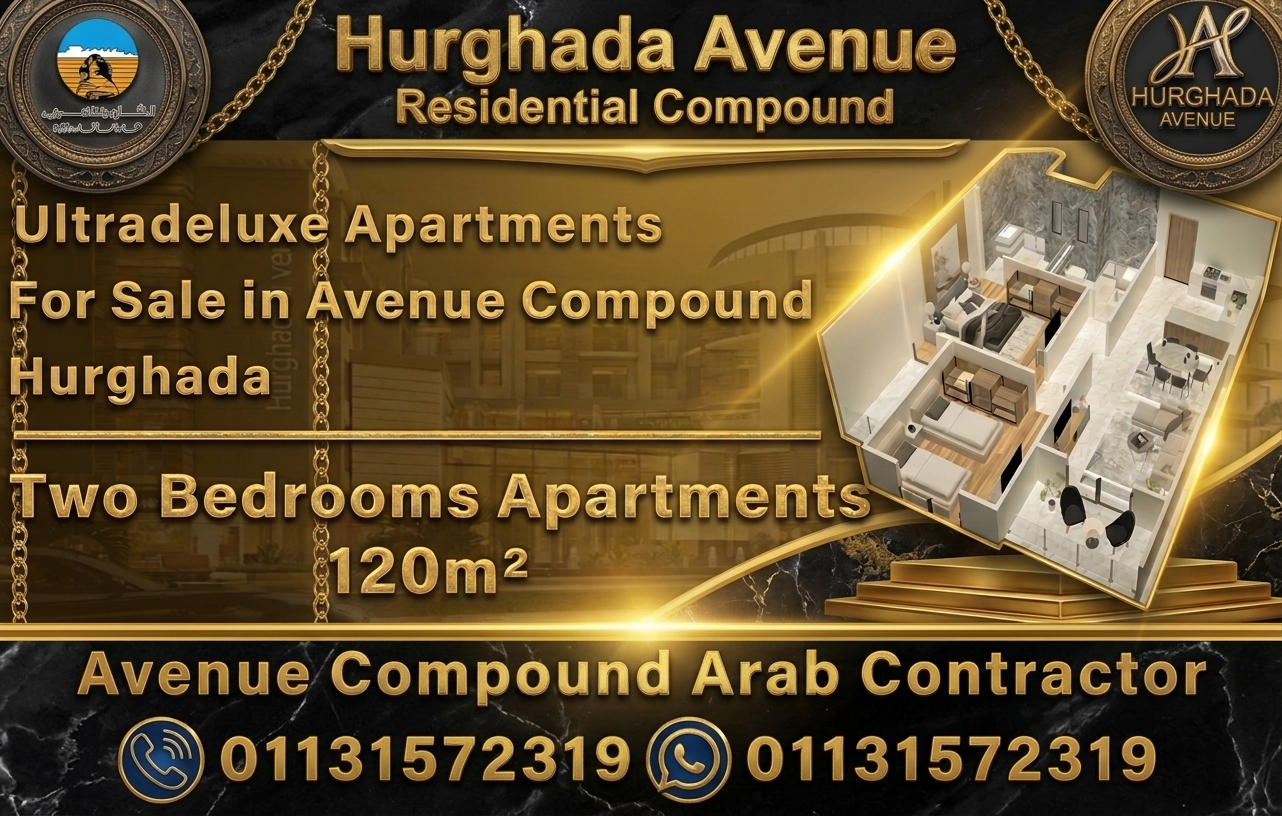 Hurghada Avenue
Residential Compound
HURGHADA
AVENUE
Ultradeluxe Apartments
For Sale in Avenue Compound
Hurghada
Two Bedrooms Apartments
120m²
Avenue Compound Arab Contractor
01131572319
01131572319